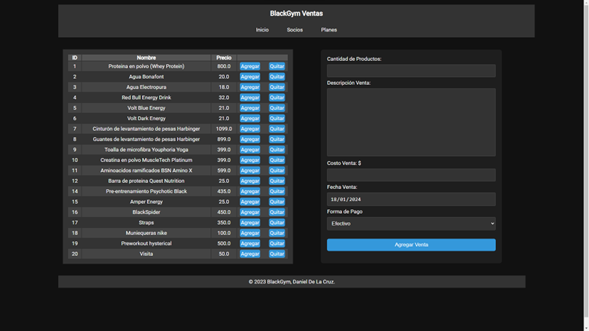 BlackGym Ventas
Inicio Socios Planes
ID Nombre Precio
1 Proteina en polvo (Whey Protein) 800.0 Agregar Quitar
2 Agua Bonafont 20.0 Agregar Quitar
3 Agua Electropura 18.0 Agregar Quitar
4 Red Bull Energy Drink 32.0 Agregar Quitar
5 Volt Blue Energy 21.0 Agregar Quitar
6 Volt Dark Energy 21.0 Agregar Quitar
7 Cinturón de levantamiento de pesas Harbinger 1099.0 Agregar Quitar
8 Guantes de levantamiento de pesas Harbinger 899.0 Agregar Quitar
9 Toalla de microfibra Youphoria Yoga 399.0 Agregar Quitar
10 Creatina en polvo MuscleTech Platinum 399.0 Agregar Quitar
11 Aminoacidos ramificados BSN Amino X 599.0 Agregar Quitar
12 Barra de proteina Quest Nutrition 25.0 Agregar Quitar
14 Pre-entrenamiento Psychotic Black 435.0 Agregar Quitar
15 Amper Energy 25.0 Agregar Quitar
16 BlackSpider 450.0 Agregar Quitar
17 Straps 350.0 Agregar Quitar
18 Muniequeras nike 100.0 Agregar Quitar
19 Preworkout hysterical 500.0 Agregar Quitar
20 Visita 50.0 Agregar Quitar
Cantidad de Productos:
Descripción Venta:
Costo Venta: $
Fecha Venta:
18/01/2024
Forma de Pago
Efectivo
Agregar Venta
© 2023 BlackGym, Daniel De La Cruz.